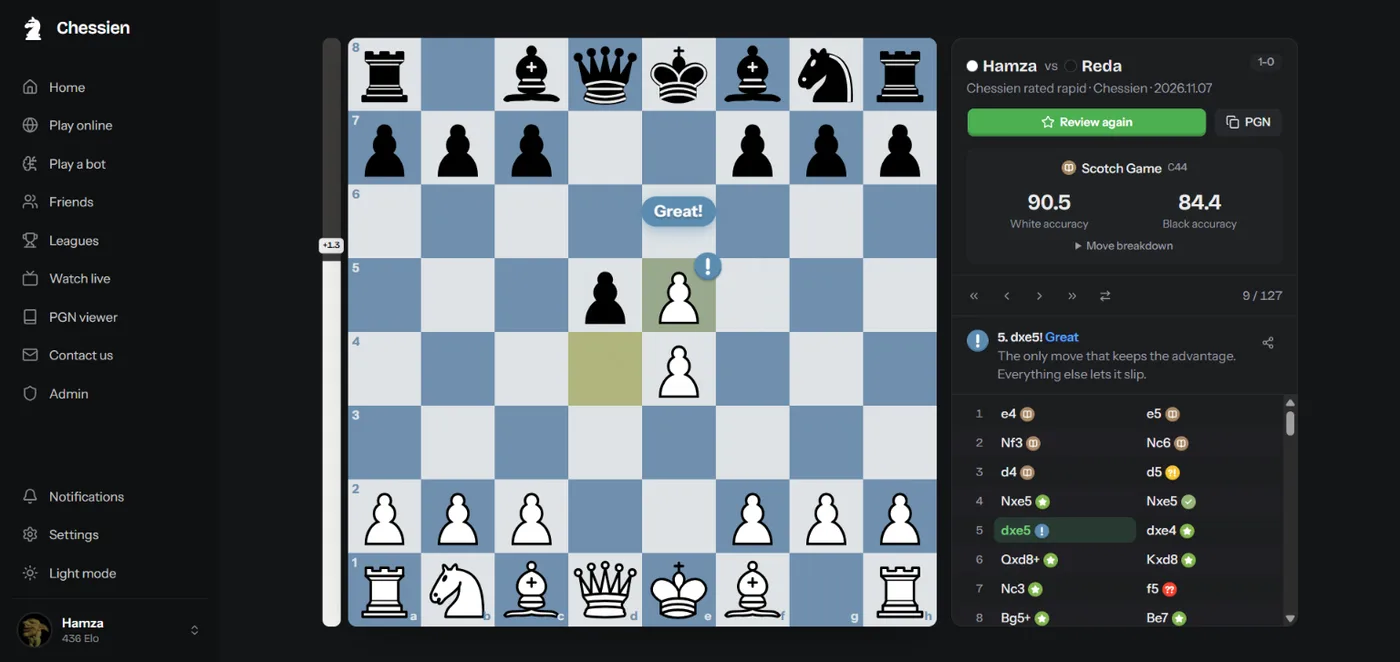 Chessien
Home
Play online
Play a bot
Friends
Leagues
Watch live
PGN viewer
Contact us
Admin
Notifications
Settings
Light mode
Hamza
436 Elo
+1.3
8
7
6
5
4
3
2
1
a
b
c
d
e
f
g
h
Great!
!
Hamza vs Reda
1-0
Chessien rated rapid · Chessien · 2026.11.07
Review again
PGN
Scotch Game C44
90.5
White accuracy
84.4
Black accuracy
Move breakdown
9 / 127
! 5. dxe5! Great
The only move that keeps the advantage.
Everything else lets it slip.
1 e4 e5
2 Nf3 Nc6
3 d4 d5 ?!
4 Nxe5 Nxe5
5 dxe5 ! dxe4
6 Qxd8+ Kxd8
7 Nc3 f5 ??
8 Bg5+ Be7